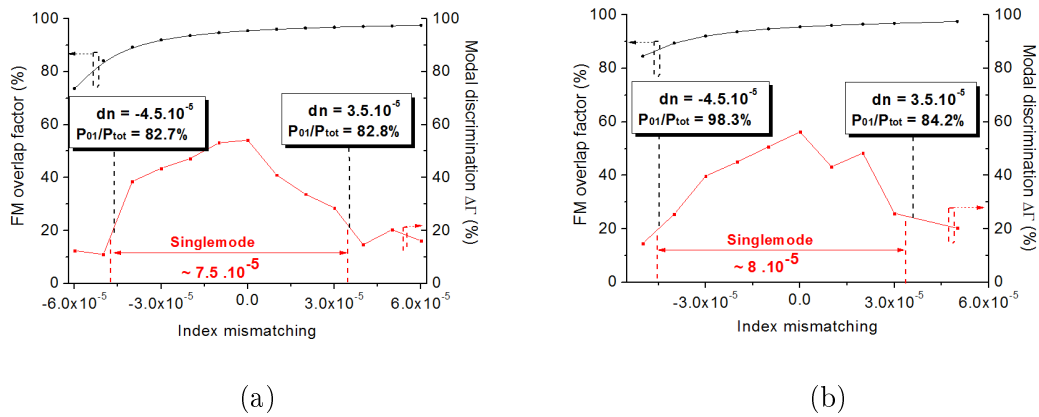 100
80
60
40
20
0
FM overlap factor (%)
100
80
60
40
20
0
Modal discrimination ΔΓ (%)
dn = -4.5.10-5
P01/Ptot = 82.7%
dn = 3.5.10-5
P01/Ptot = 82.8%
Singlemode
~ 7.5 .10-5
-6.0x10-5 -3.0x10-5 0.0 3.0x10-5 6.0x10-5
Index mismatching
(a)
100
80
60
40
20
0
FM overlap factor (%)
100
80
60
40
20
0
Modal discrimination ΔΓ (%)
dn = -4.5.10-5
P01/Ptot = 98.3%
dn = 3.5.10-5
P01/Ptot = 84.2%
Singlemode
~ 8 .10-5
-3.0x10-5 0.0 3.0x10-5 6.0x10-5
Index mismatching
(b)